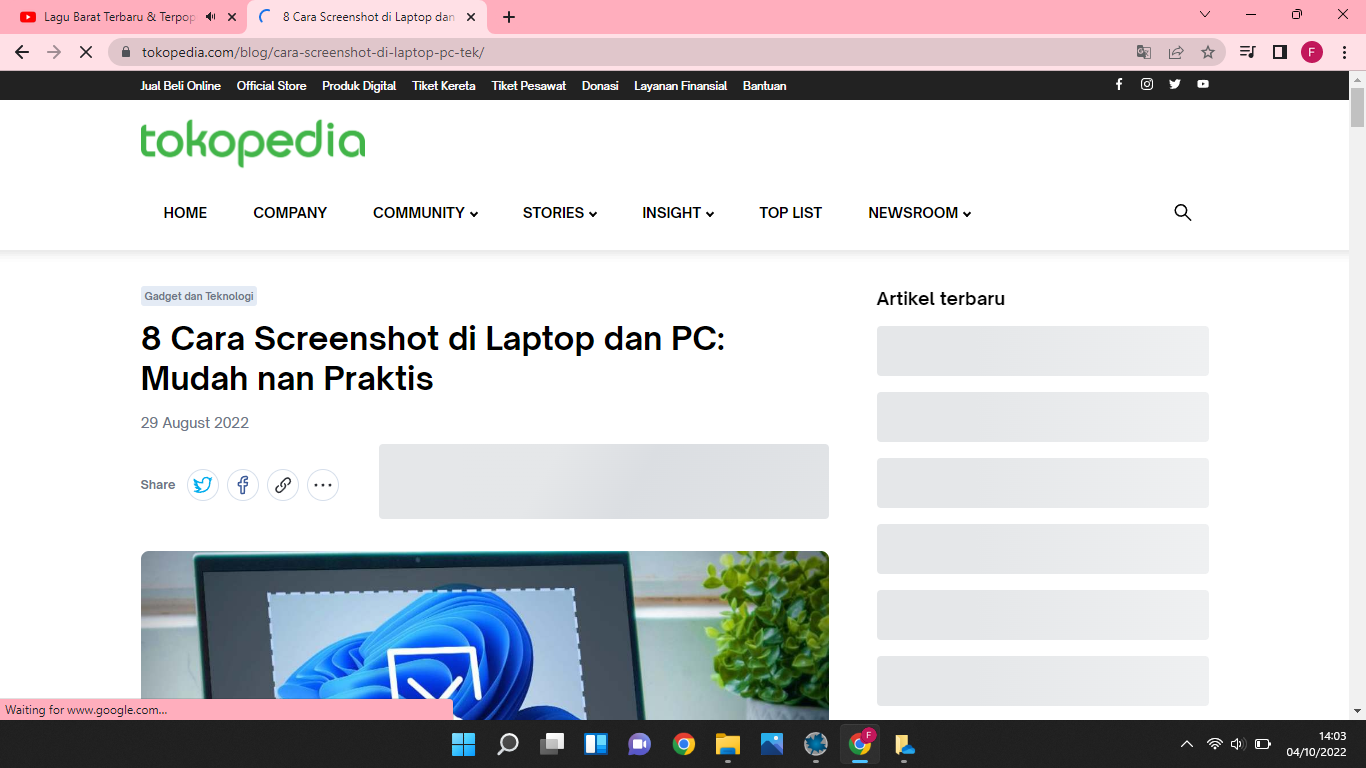 Lagu Barat Terbaru & Terpop
8 Cara Screenshot di Laptop dan
tokopedia.com/blog/cara-screenshot-di-laptop-pc-tek/
F
Jual Beli Online Official Store Produk Digital Tiket Kereta Tiket Pesawat Donasi Layanan Finansial Bantuan
tokopedia
HOME COMPANY COMMUNITY STORIES INSIGHT TOP LIST NEWSROOM
Gadget dan Teknologi
8 Cara Screenshot di Laptop dan PC:
Mudah nan Praktis
29 August 2022
Share
Artikel terbaru
Waiting for www.google.com...
F
14:03
04/10/2022